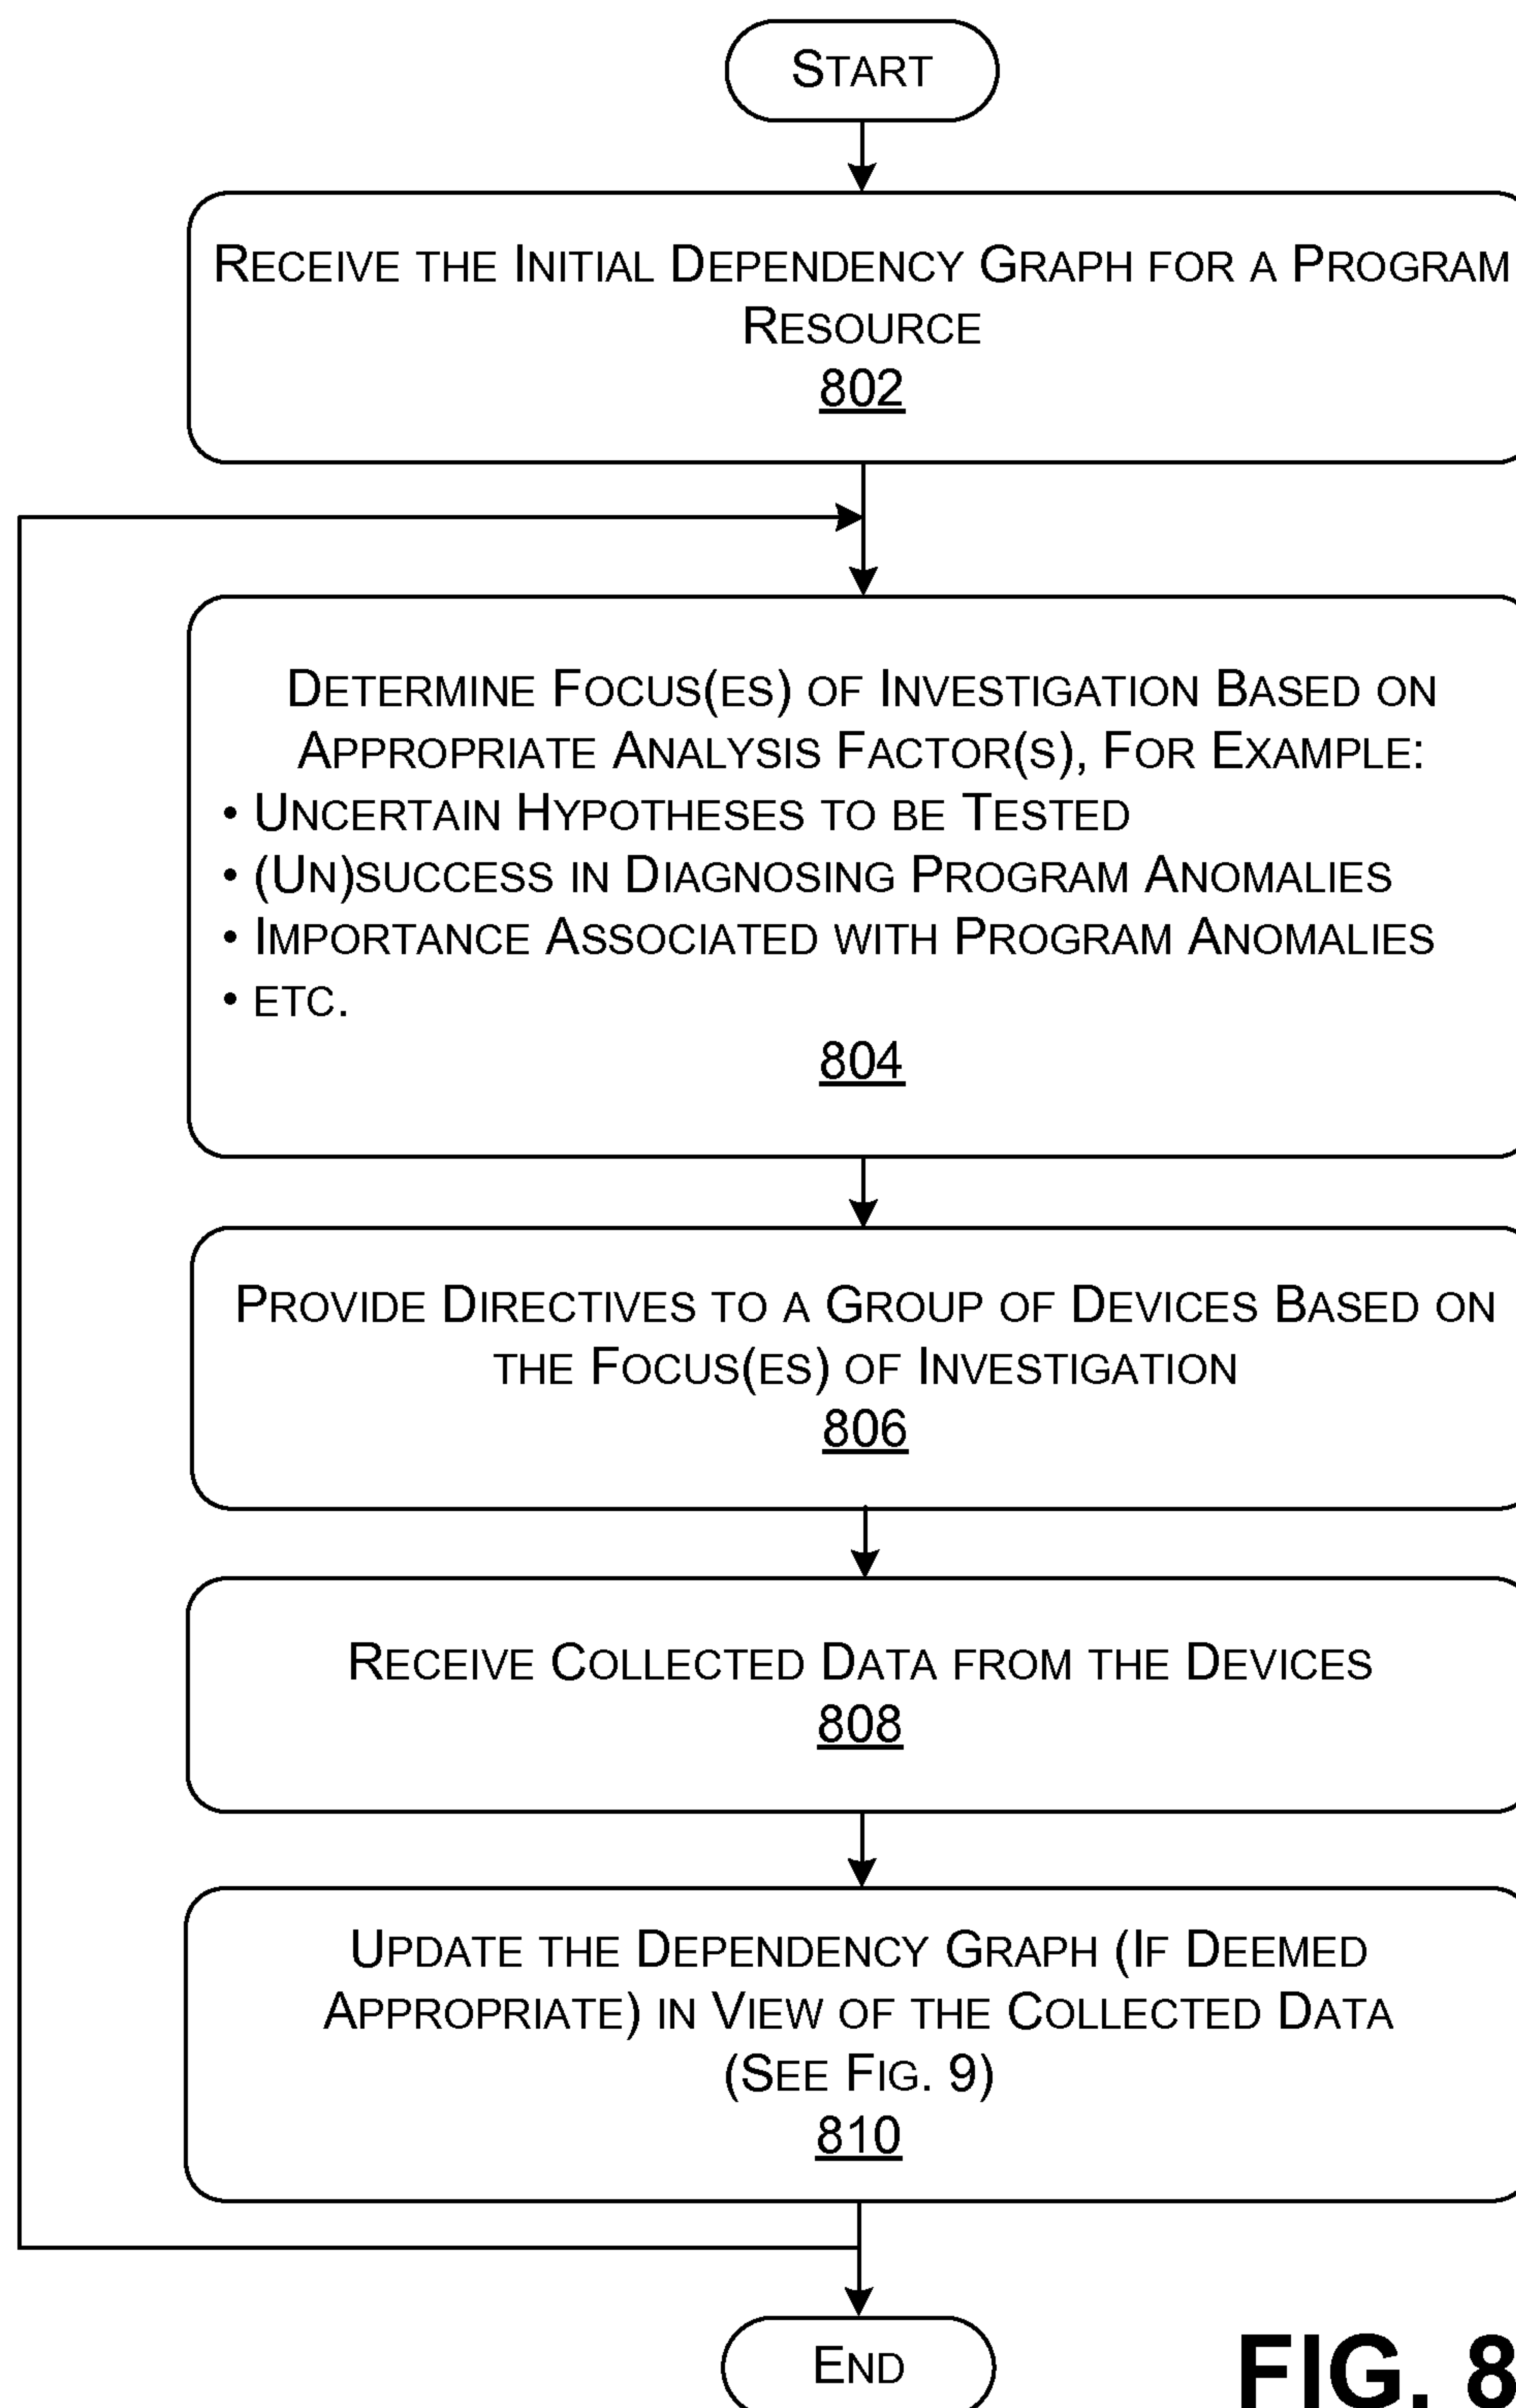 START
RECEIVE THE INITIAL DEPENDENCY GRAPH FOR A PROGRAM
RESOURCE
802
DETERMINE FOCUS(ES) OF INVESTIGATION BASED ON
APPROPRIATE ANALYSIS FACTOR(S), FOR EXAMPLE:
• UNCERTAIN HYPOTHESES TO BE TESTED
• (UN)SUCCESS IN DIAGNOSING PROGRAM ANOMALIES
• IMPORTANCE ASSOCIATED WITH PROGRAM ANOMALIES
• ETC.
804
PROVIDE DIRECTIVES TO A GROUP OF DEVICES BASED ON
THE FOCUS(ES) OF INVESTIGATION
806
RECEIVE COLLECTED DATA FROM THE DEVICES
808
UPDATE THE DEPENDENCY GRAPH (IF DEEMED
APPROPRIATE) IN VIEW OF THE COLLECTED DATA
(SEE FIG. 9)
810
END
FIG. 8